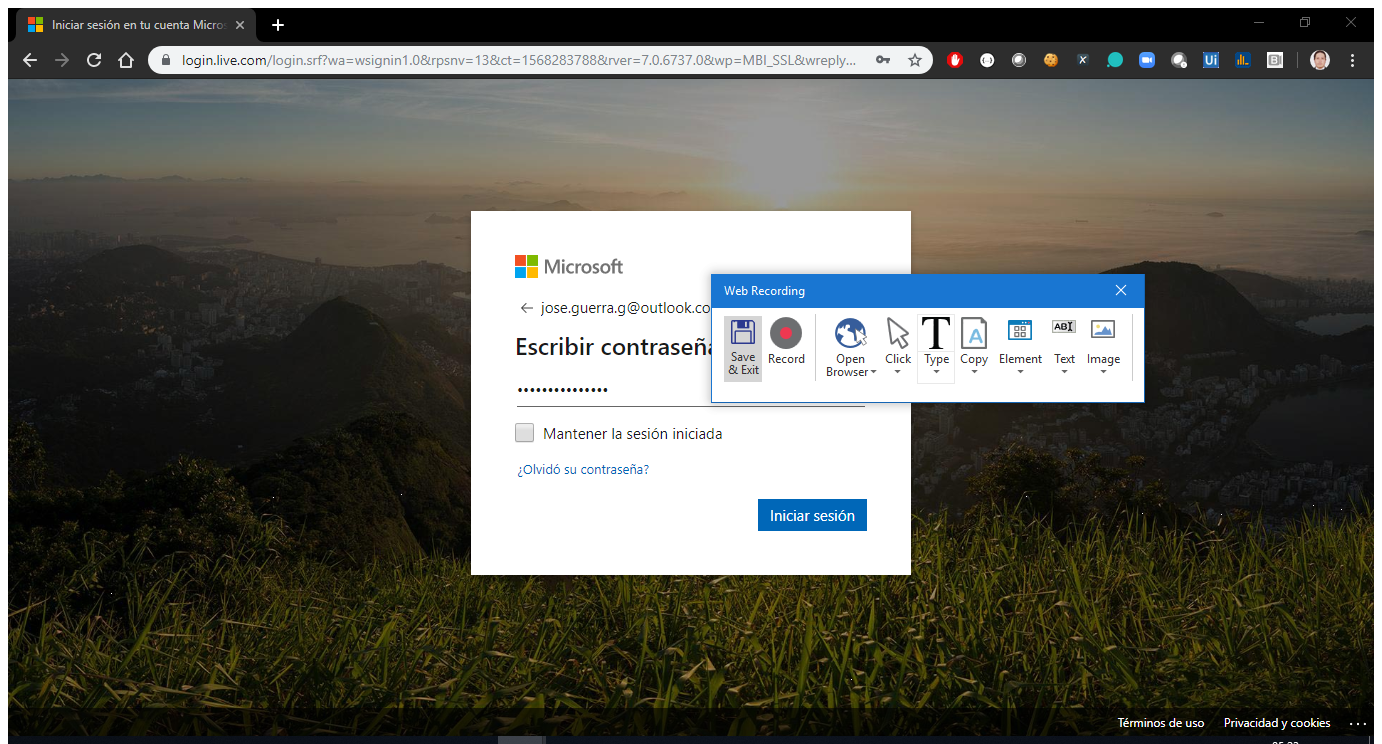 Iniciar sesión en tu cuenta Micros
login.live.com/login.srf?wa=wsignin1.0&rpsnv=13&ct=1568283788&rver=7.0.6737.0&wp=MBI_SSL&wreply...
Ui
Microsoft
jose.guerra.g@outlook.co
Escribir contraseña
Mantener la sesión iniciada
¿Olvidó su contraseña?
Iniciar sesión
Web Recording
Save & Exit
Record
Open Browser
Click
T
Type
A
Copy
Element
ABI
Text
Image
Términos de uso
Privacidad y cookies